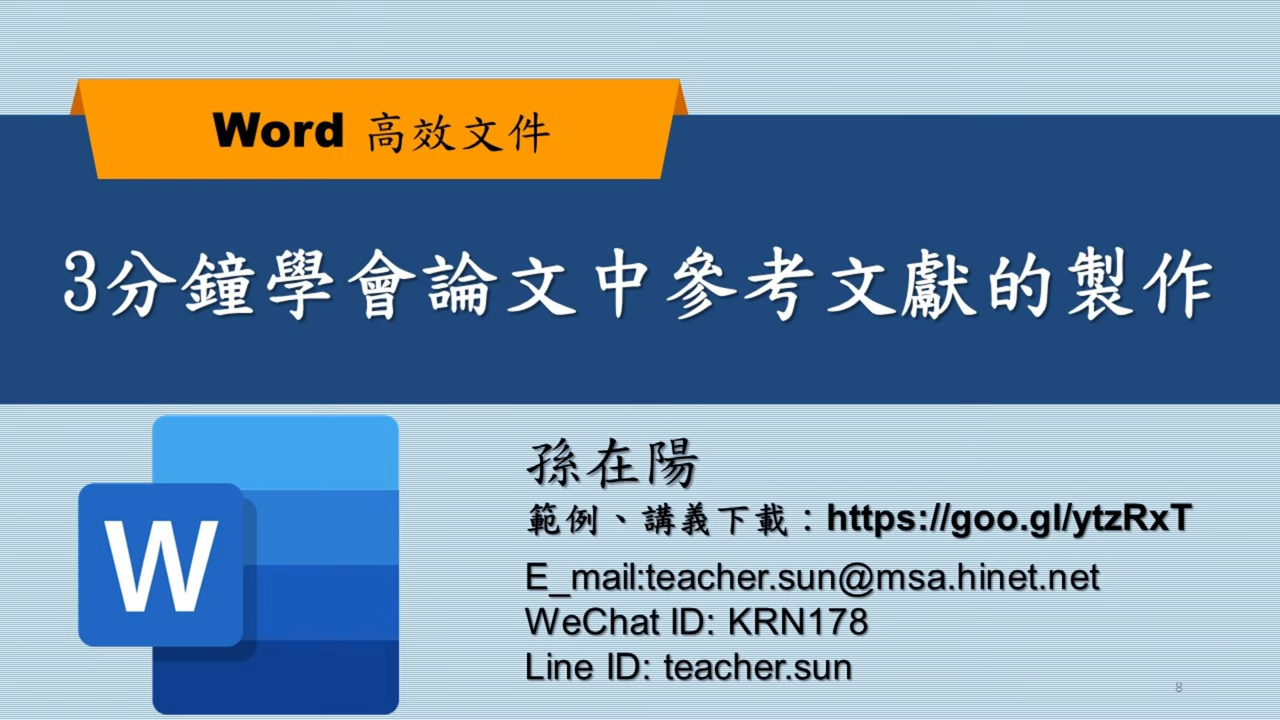 Word 高效文件
3分鐘學會論文中參考文獻的製作
W
孫在陽
範例、講義下載：https://goo.gl/ytzRxT
E_mail:teacher.sun@msa.hinet.net
WeChat ID: KRN178
Line ID: teacher.sun
8